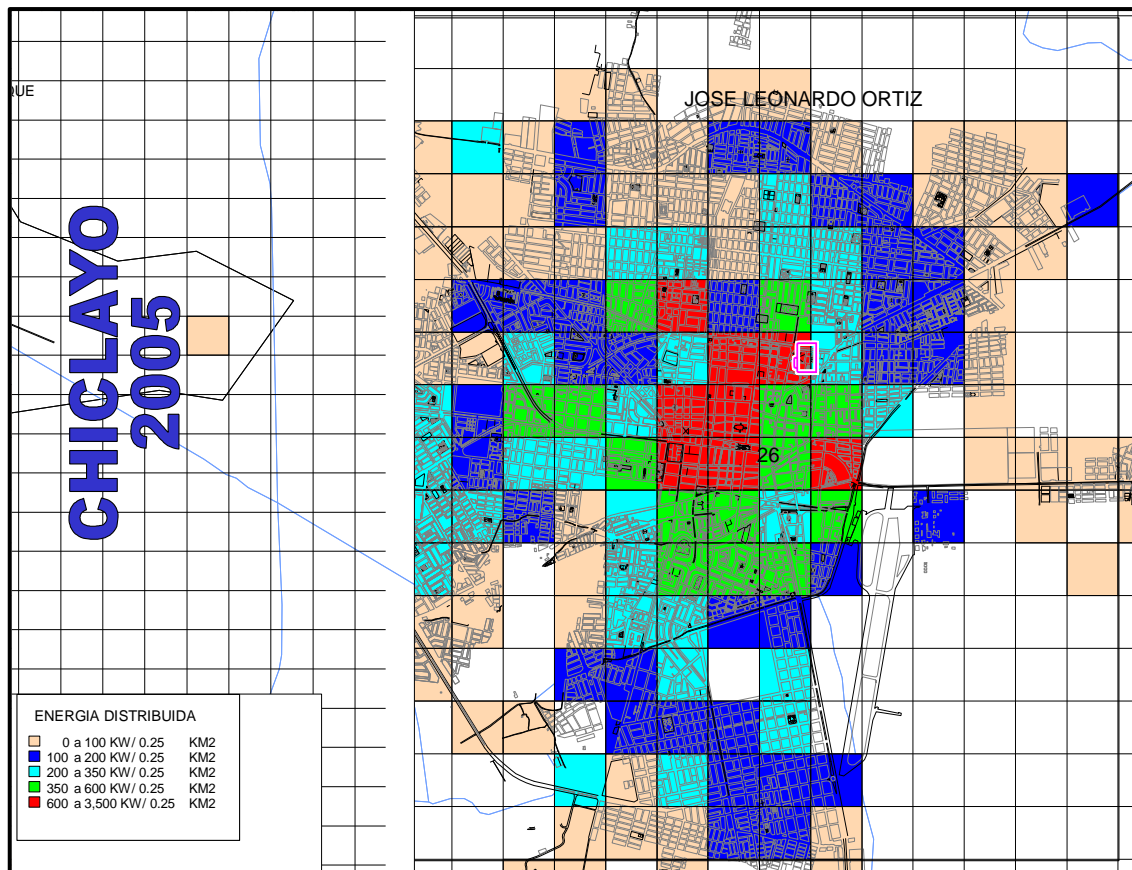 UE
JOSE LEONARDO ORTIZ
CHICLAYO
2005
26
ENERGIA DISTRIBUIDA
0 a 100 KW/ 0.25 KM2
100 a 200 KW/ 0.25 KM2
200 a 350 KW/ 0.25 KM2
350 a 600 KW/ 0.25 KM2
600 a 3,500 KW/ 0.25 KM2